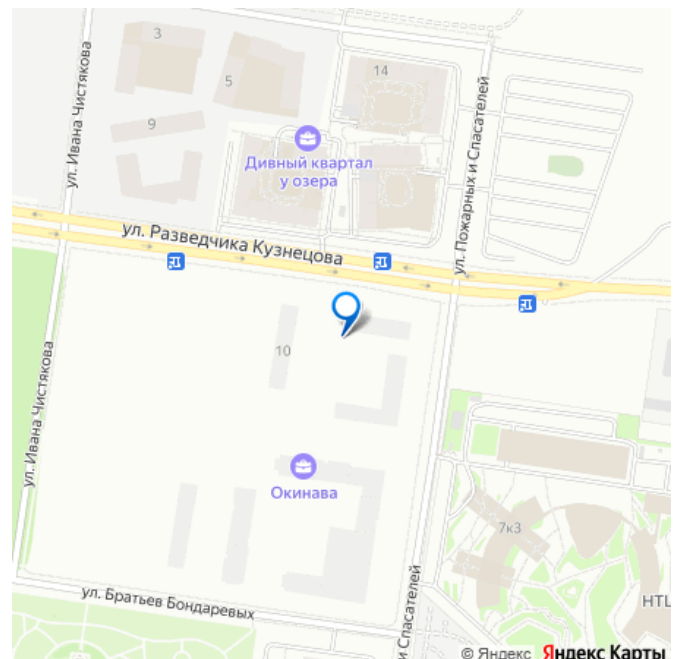 3
5
14
9
ул. Ивана Чистякова
Дивный квартал
у озера
ул. Пожарных и Спасателей
ул. Разведчика Кузнецова
10
ул. Ивана Чистякова
Окинава
7к3
ул. Братьев Бондаревых
и Спасателей
НТЦ
© Яндекс Яндекс Карты